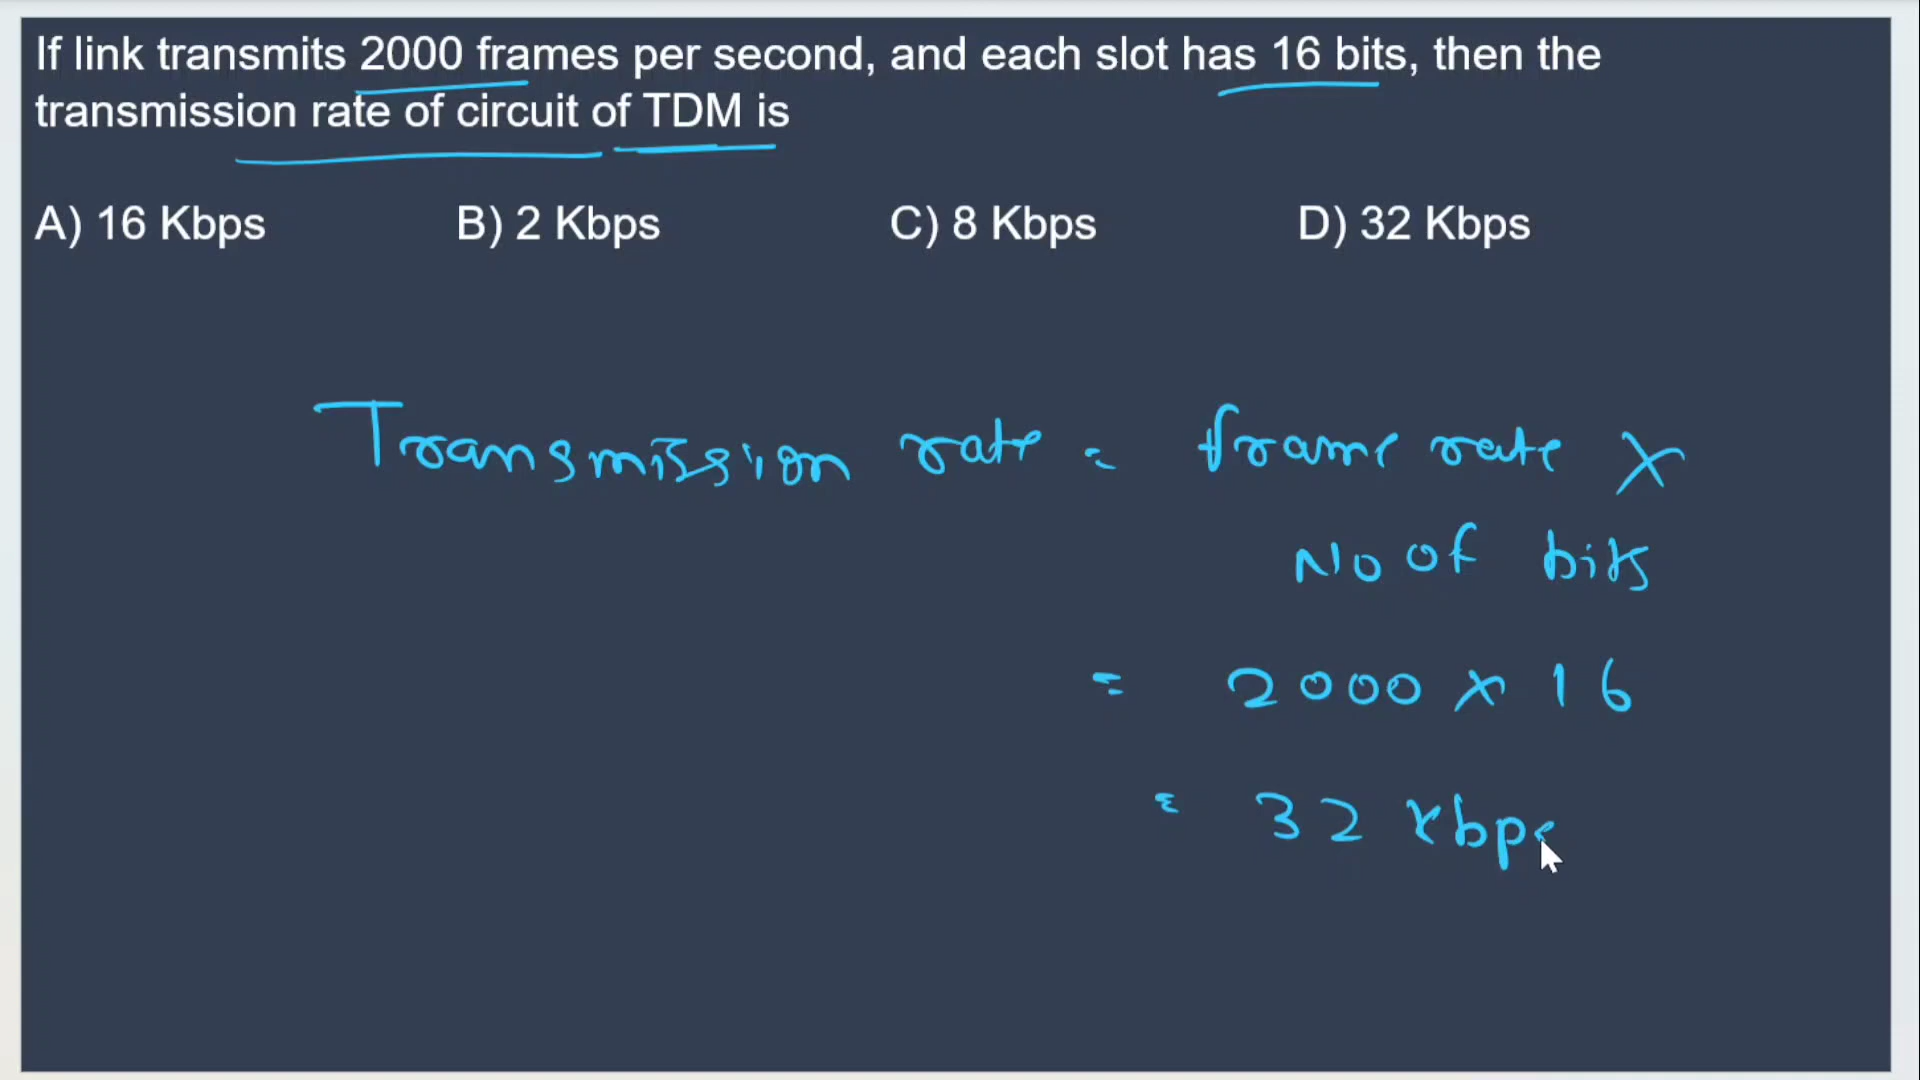 If link transmits 2000 frames per second, and each slot has 16 bits, then the
transmission rate of circuit of TDM is
A) 16 Kbps B) 2 Kbps C) 8 Kbps D) 32 Kbps
Transmission rate = frame rate X
No of bits
= 2000 x 16
= 32 kbps